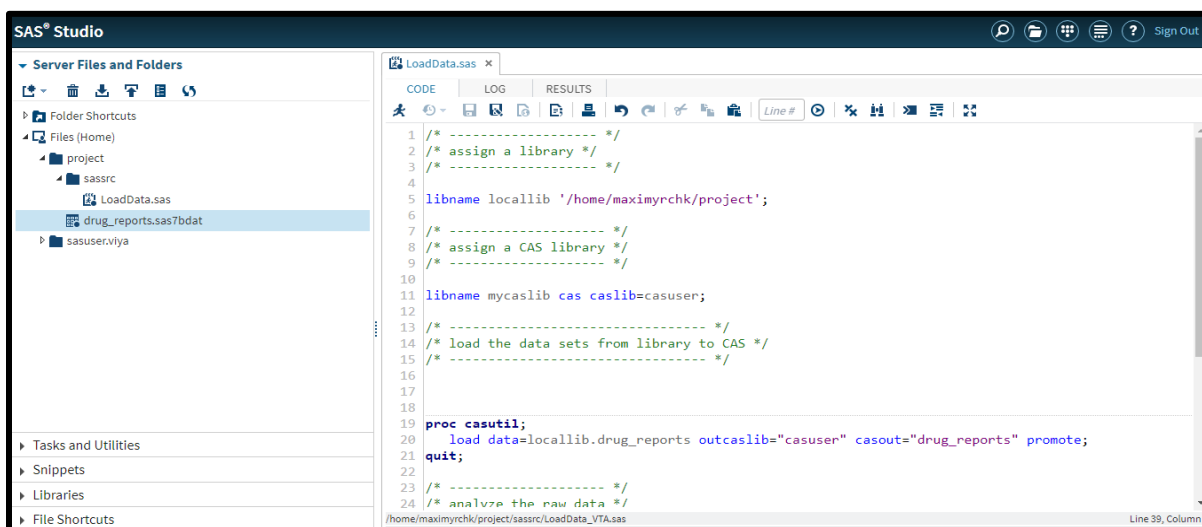 SAS® Studio
Sign Out
Server Files and Folders
Folder Shortcuts
Files (Home)
project
sassrc
LoadData.sas
drug_reports.sas7bdat
sasuser.viya
Tasks and Utilities
Snippets
Libraries
File Shortcuts
LoadData.sas ×
CODE LOG RESULTS
Line #
1 /* ------------------- */
2 /* assign a library */
3 /* ------------------- */
4
5 libname locallib '/home/maximyrchk/project';
6
7 /* -------------------- */
8 /* assign a CAS library */
9 /* -------------------- */
10
11 libname mycaslib cas caslib=casuser;
12
13 /* --------------------------------- */
14 /* load the data sets from library to CAS */
15 /* --------------------------------- */
16
17
18
19 proc casutil;
20 load data=locallib.drug_reports outcaslib="casuser" casout="drug_reports" promote;
21 quit;
22
23 /* -------------------- */
24 /* analyze the raw data */
/home/maximyrchk/project/sassrc/LoadData_VTA.sas
Line 39, Column